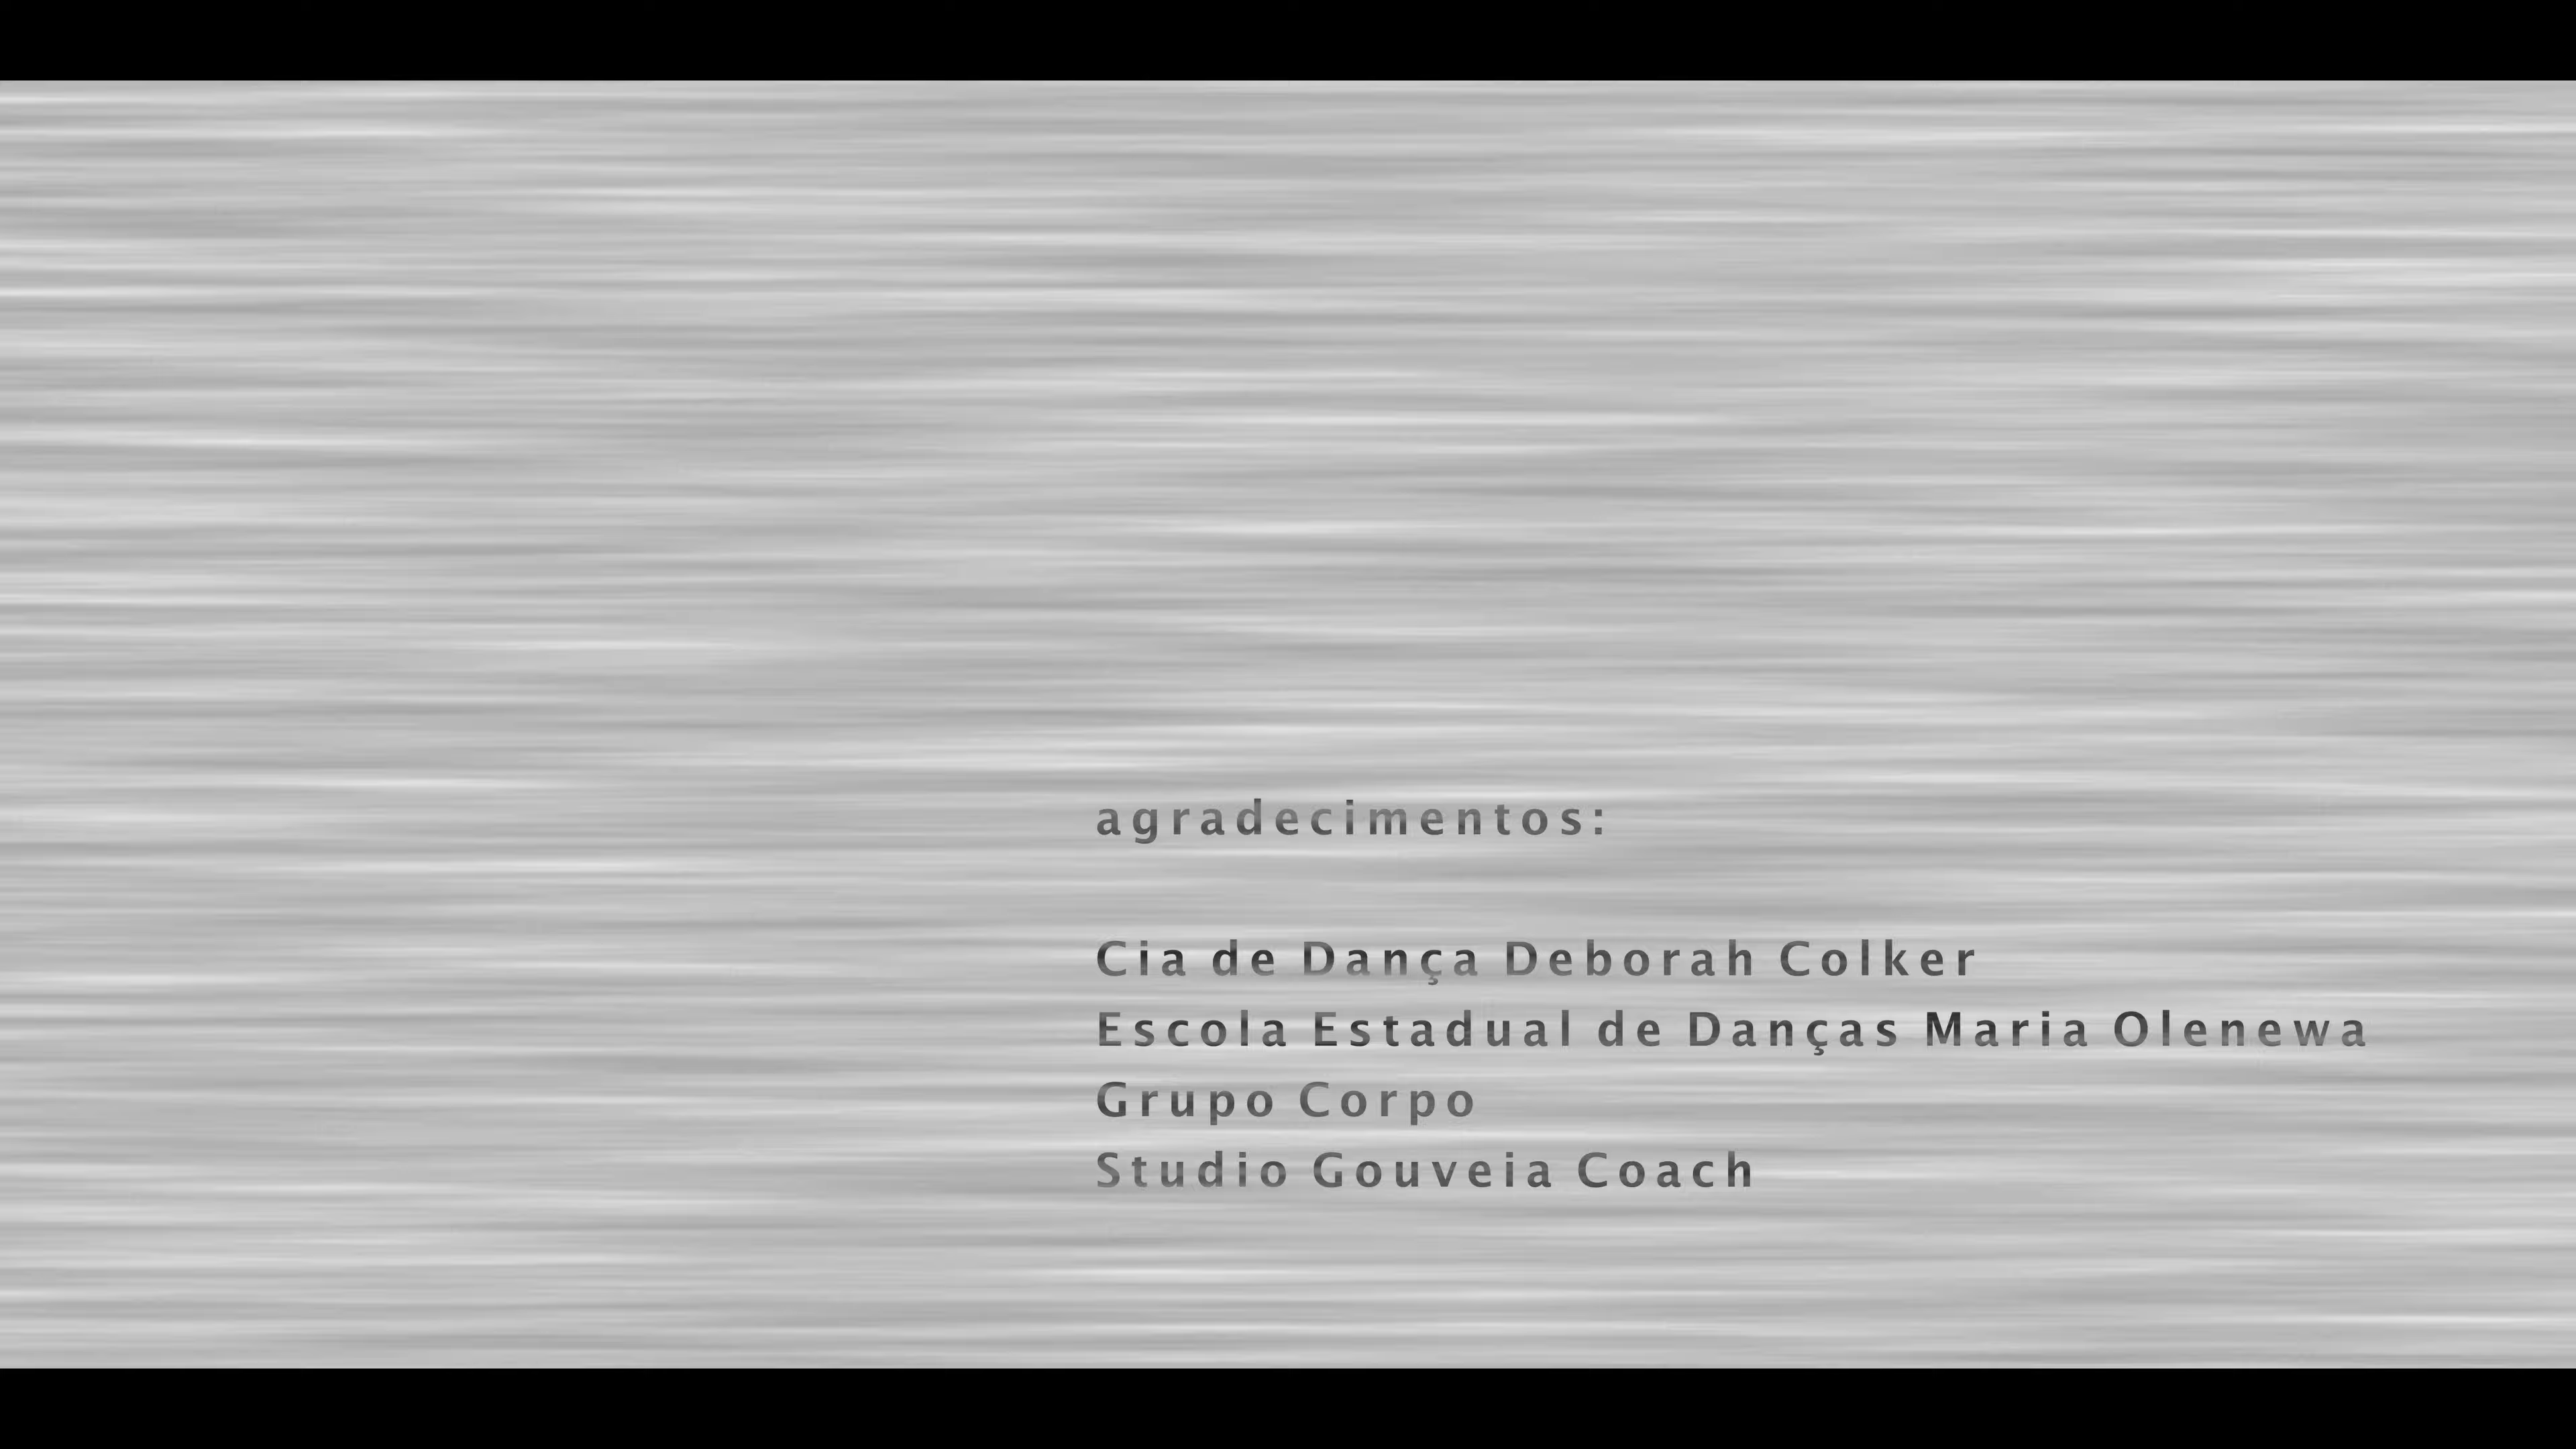 agradecimentos:
Cia de Dança Deborah Colker
Escola Estadual de Danças Maria Olenewa
Grupo Corpo
Studio Gouveia Coach